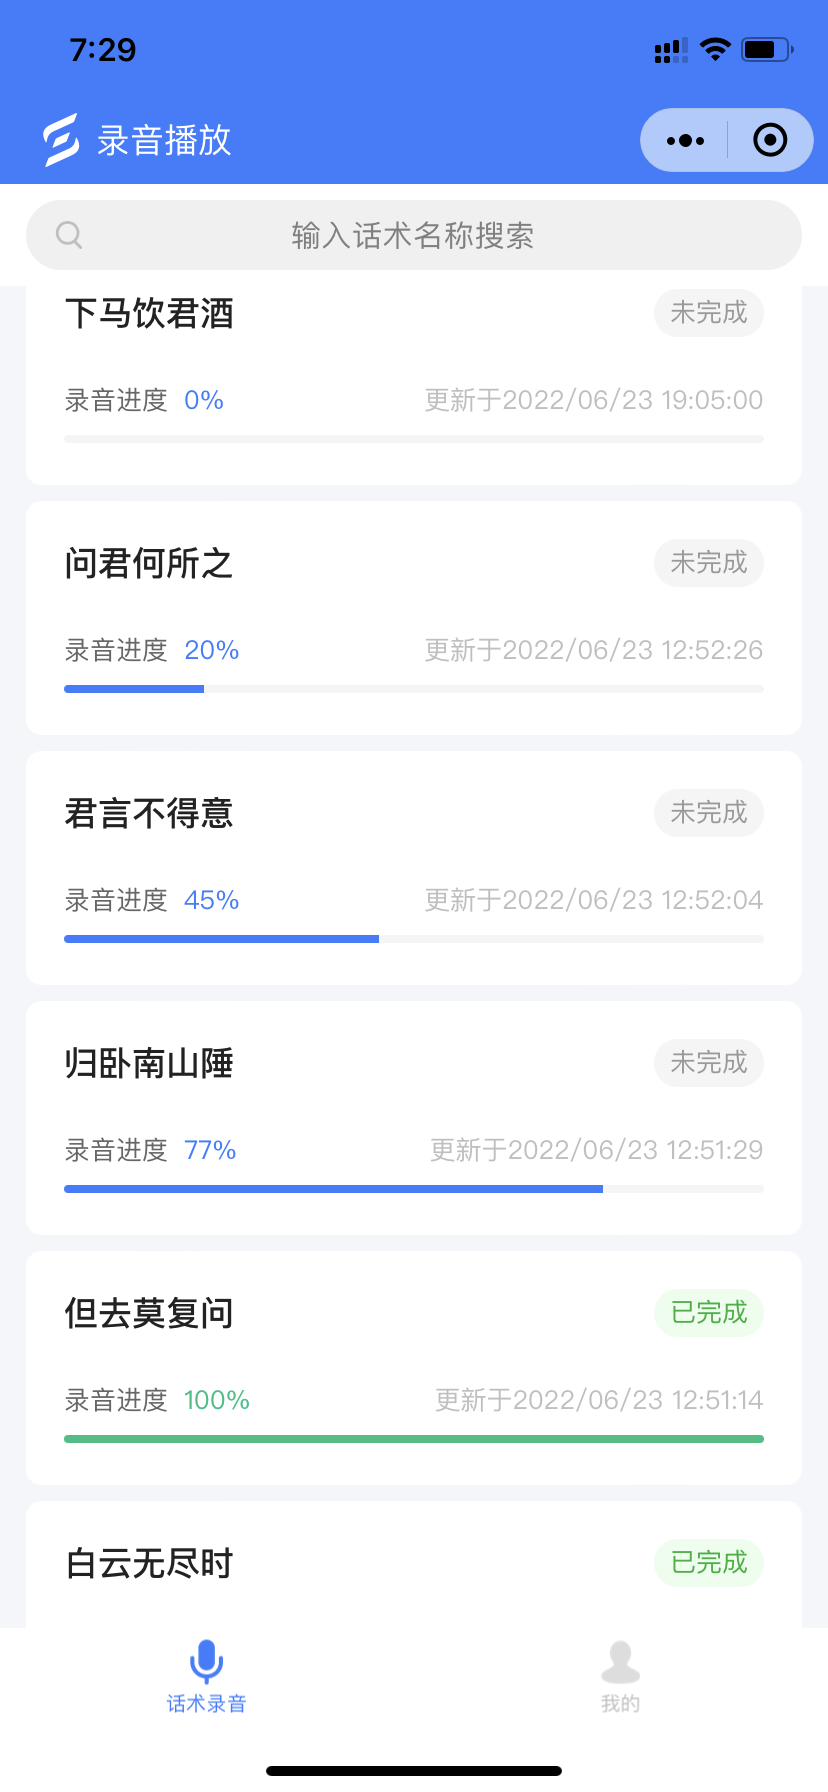 7:29
录音播放
输入话术名称搜索
下马饮君酒 未完成
录音进度 0% 更新于2022/06/23 19:05:00
问君何所之 未完成
录音进度 20% 更新于2022/06/23 12:52:26
君言不得意 未完成
录音进度 45% 更新于2022/06/23 12:52:04
归卧南山陲 未完成
录音进度 77% 更新于2022/06/23 12:51:29
但去莫复问 已完成
录音进度 100% 更新于2022/06/23 12:51:14
白云无尽时 已完成
话术录音 我的